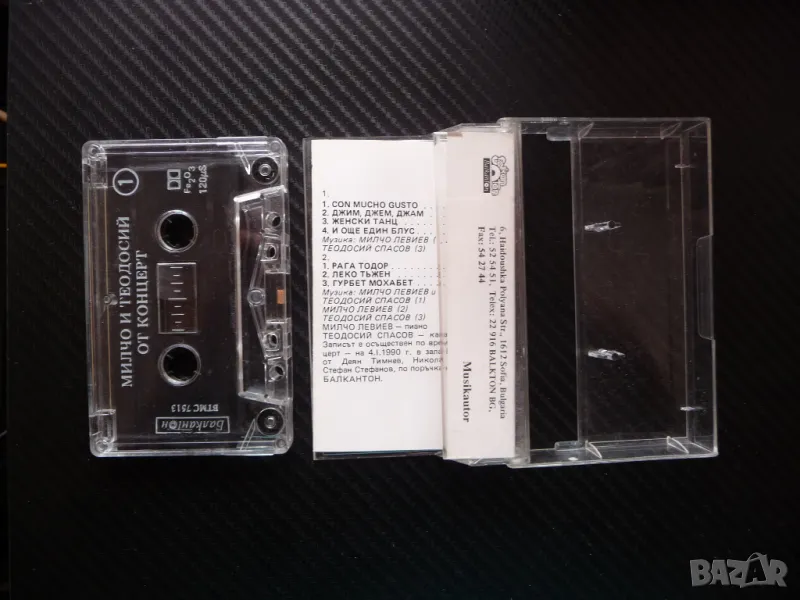 МИЛЧО И ТЕОДОСИЙ
ОТ КОНЦЕРТ
1
Fe2O3
120µS
ВТМС 7513
Балкантон
1.
1. CON MUCHO GUSTO
2. ДЖИМ, ДЖЕМ, ДЖАМ
3. ЖЕНСКИ ТАНЦ
4. И ОЩЕ ЕДИН БЛУС
Музика: МИЛЧО ЛЕВИЕВ (
ТЕОДОСИЙ СПАСОВ (3)
2.
1. РАГА ТОДОР
2. ЛЕКО ТЪЖЕН
3. ГУРБЕТ МОХАБЕТ
Музика: МИЛЧО ЛЕВИЕВ и
ТЕОДОСИЙ СПАСОВ (1)
МИЛЧО ЛЕВИЕВ (2)
ТЕОДОСИЙ СПАСОВ (3)
МИЛЧО ЛЕВИЕВ — пиано
ТЕОДОСИЙ СПАСОВ — кава
Записът е осъществен по време
церт — на 4.I.1990 г. в зала
от Деян Тимнев, Никола
Стефан Стефанов, по поръчка
БАЛКАНТОН.
6, Haidoushka Polyana Str., 1612 Sofia, Bulgaria
Tel.: 52 54 51, Telex: 22 916 BALKTON BG,
Fax: 54 27 44
Musikautor
BAZAR